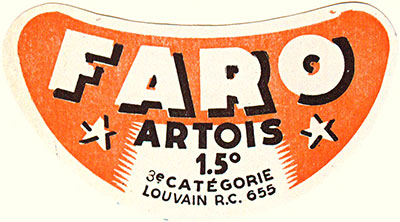 FARO
ARTOIS
1.5°
3e CATÉGORIE
LOUVAIN R.C. 655